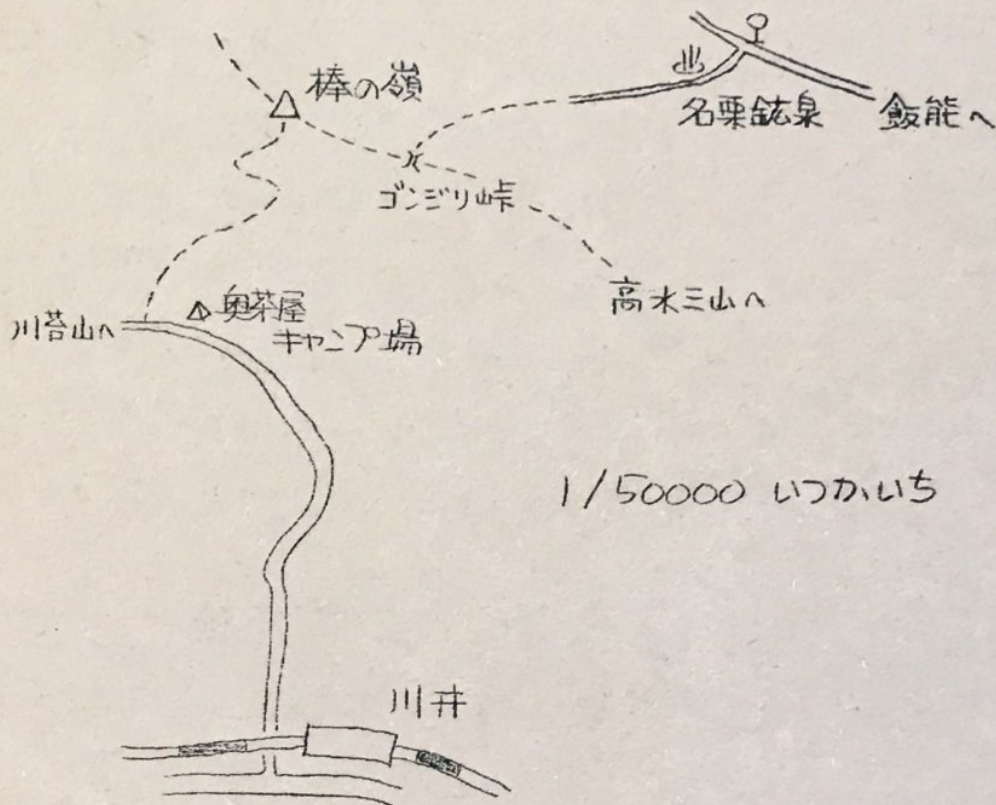 棒の嶺
名栗鉱泉
飯能へ
ゴンジリ峠
高水三山へ
川苔山へ
奥茶屋
キャンプ場
1/50000 いつかいち
川井